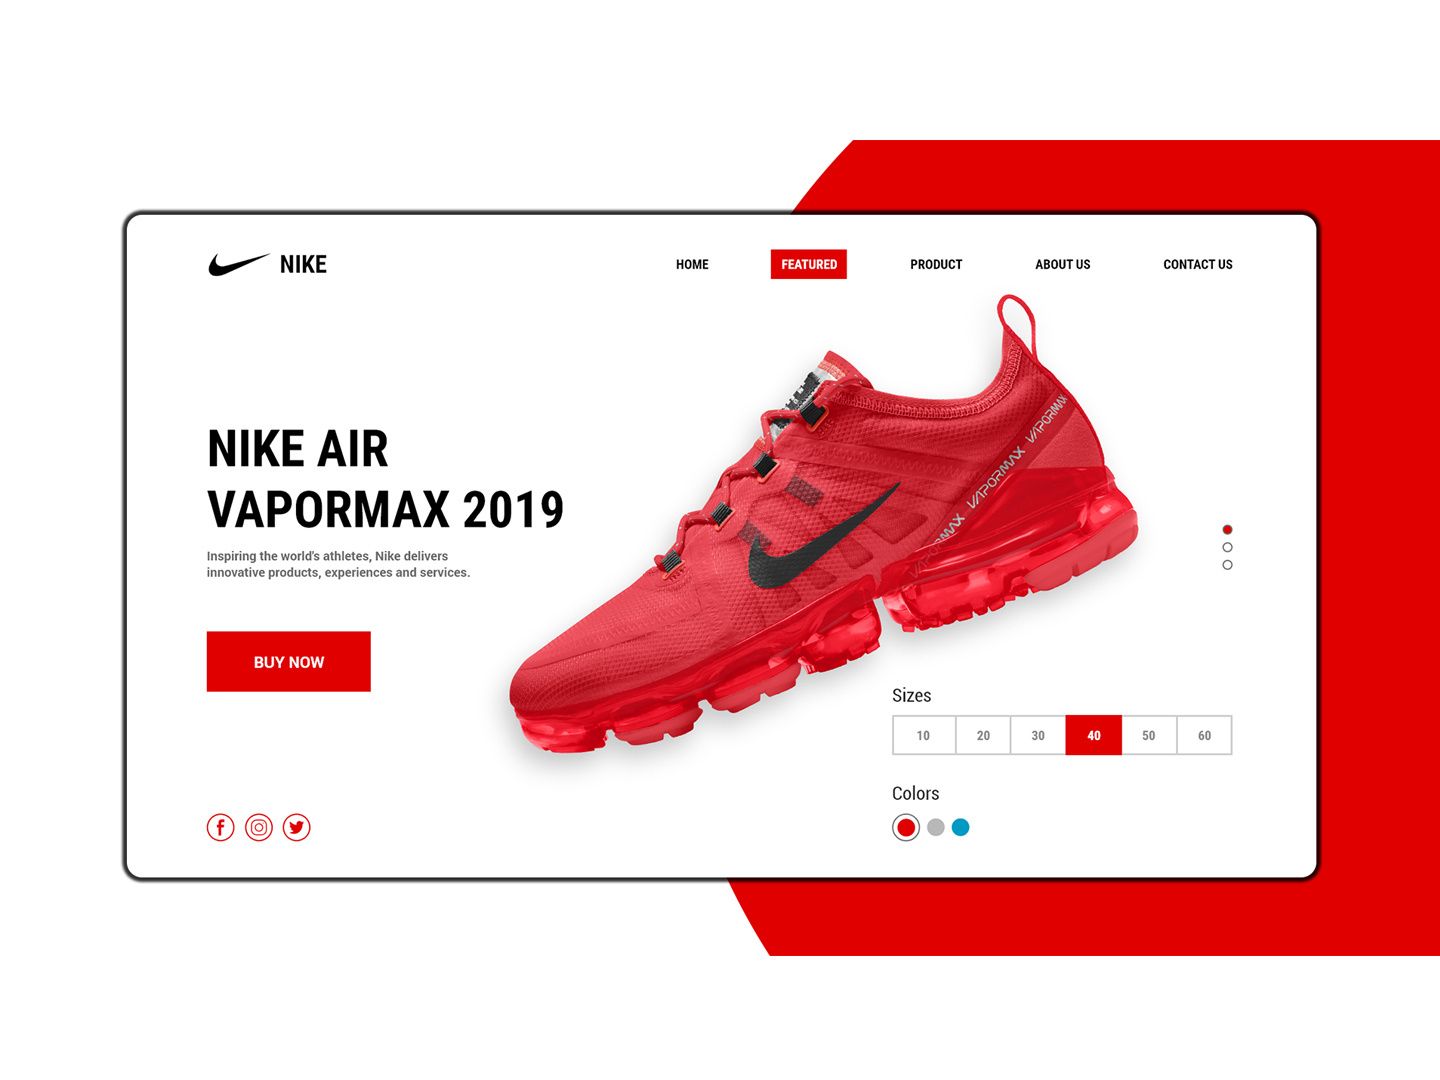 NIKE
HOME FEATURED PRODUCT ABOUT US CONTACT US
NIKE AIR
VAPORMAX 2019
Inspiring the world's athletes, Nike delivers
innovative products, experiences and services.
BUY NOW
VAPORMAX VAPORMAX VAPORMAX
Sizes
10 20 30 40 50 60
Colors